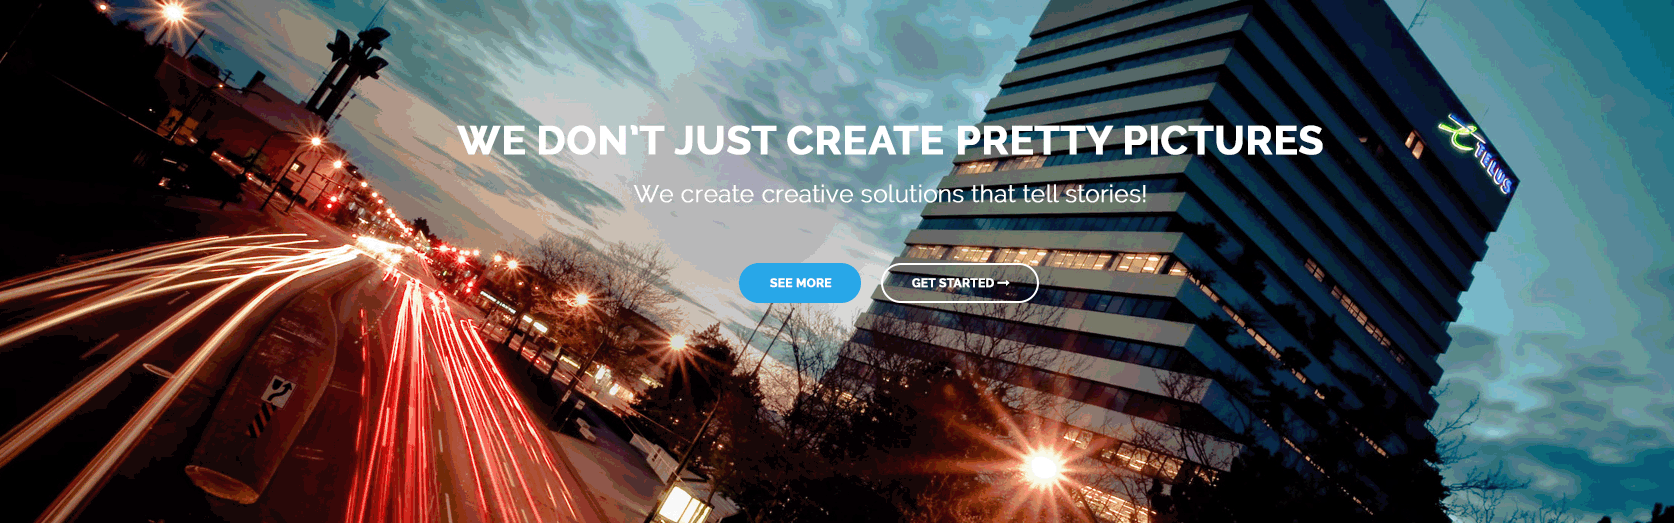 WE DON'T JUST CREATE PRETTY PICTURES
We create creative solutions that tell stories!
SEE MORE
GET STARTED →
TELUS